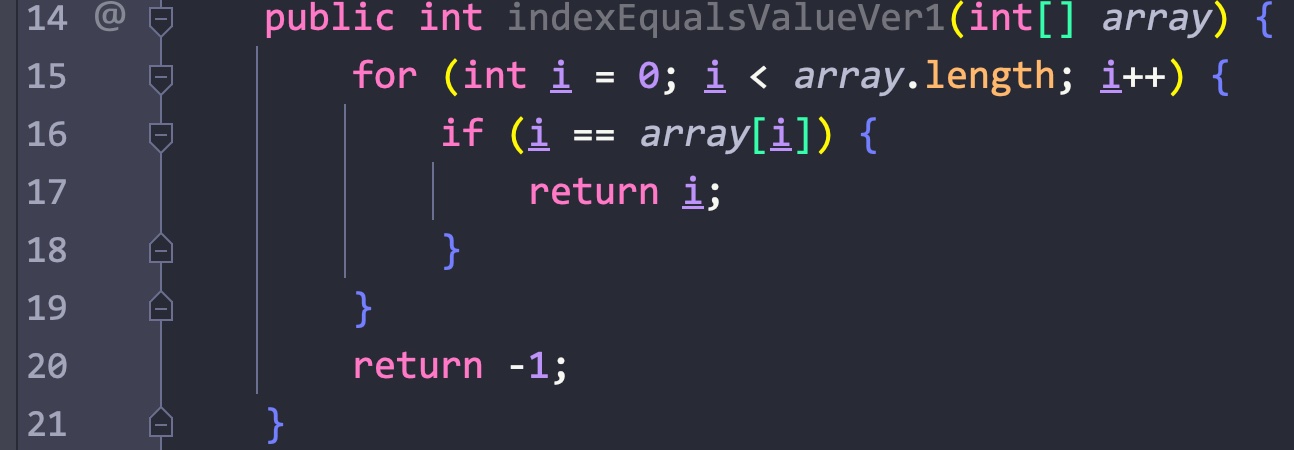 14 @ public int indexEqualsValueVer1(int[] array) {
15 for (int i = 0; i < array.length; i++) {
16 if (i == array[i]) {
17 return i;
18 }
19 }
20 return -1;
21 }